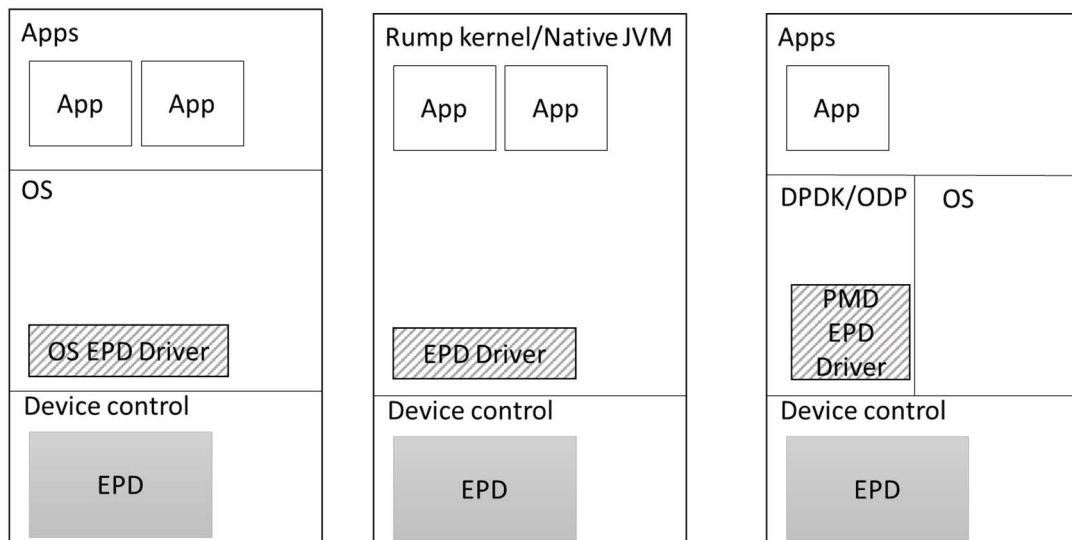 Apps
App
App
OS
OS EPD Driver
Device control
EPD
Rump kernel/Native JVM
App
App
EPD Driver
Device control
EPD
Apps
App
DPDK/ODP
OS
PMD
EPD
Driver
Device control
EPD